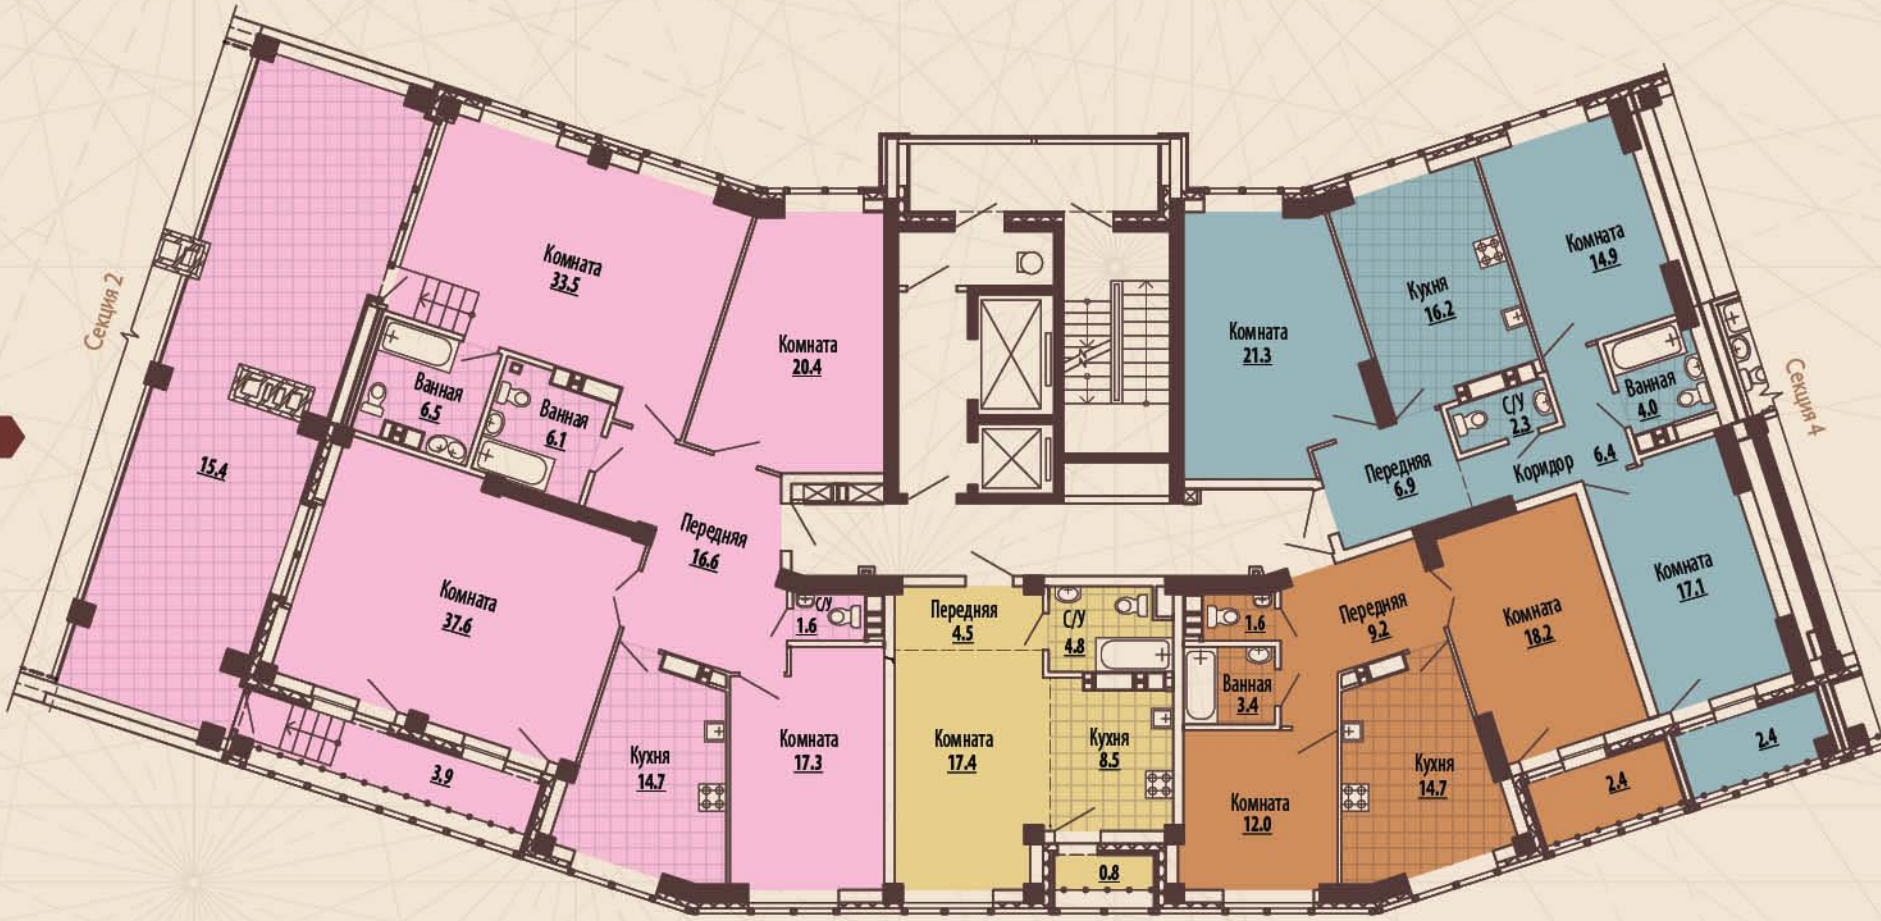 Секция 2
15.4
Комната
33.5
Комната
20.4
Ванная
6.5
Ванная
6.1
Передняя
16.6
Комната
37.6
С/У
1.6
3.9
Кухня
14.7
Комната
17.3
Передняя
4.5
С/У
4.8
Комната
17.4
Кухня
8.5
0.8
Комната
21.3
Кухня
16.2
Комната
14.9
С/У
2.3
Ванная
4.0
Передняя
6.9
Коридор 6.4
Комната
17.1
2.4
1.6
Передняя
9.2
Комната
18.2
Ванная
3.4
Комната
12.0
Кухня
14.7
2.4
Секция 4